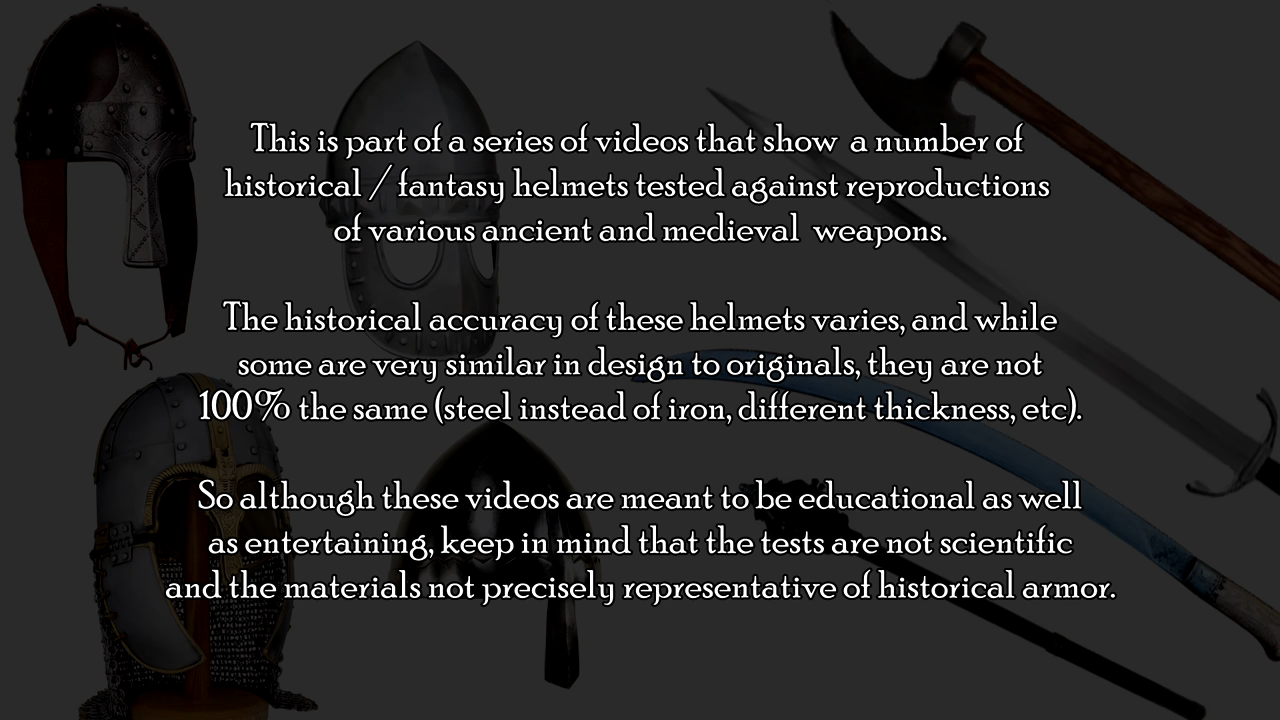 This is part of a series of videos that show a number of
historical / fantasy helmets tested against reproductions
of various ancient and medieval weapons.
The historical accuracy of these helmets varies, and while
some are very similar in design to originals, they are not
100% the same (steel instead of iron, different thickness, etc).
So although these videos are meant to be educational as well
as entertaining, keep in mind that the tests are not scientific
and the materials not precisely representative of historical armor.